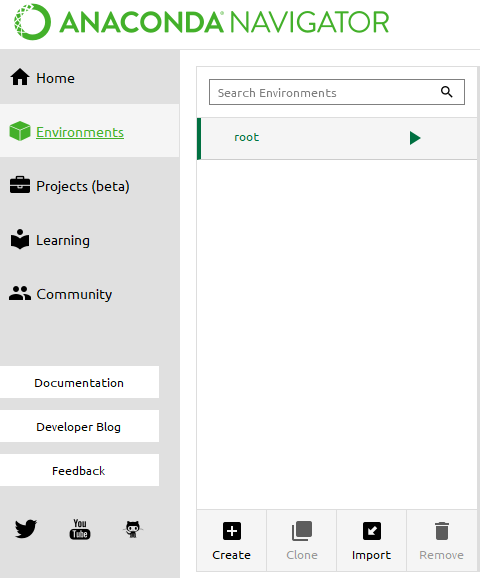 ANACONDA NAVIGATOR
Home
Environments
Projects (beta)
Learning
Community
Documentation
Developer Blog
Feedback
You
Tube
Search Environments
root
Create
Clone
Import
Remove